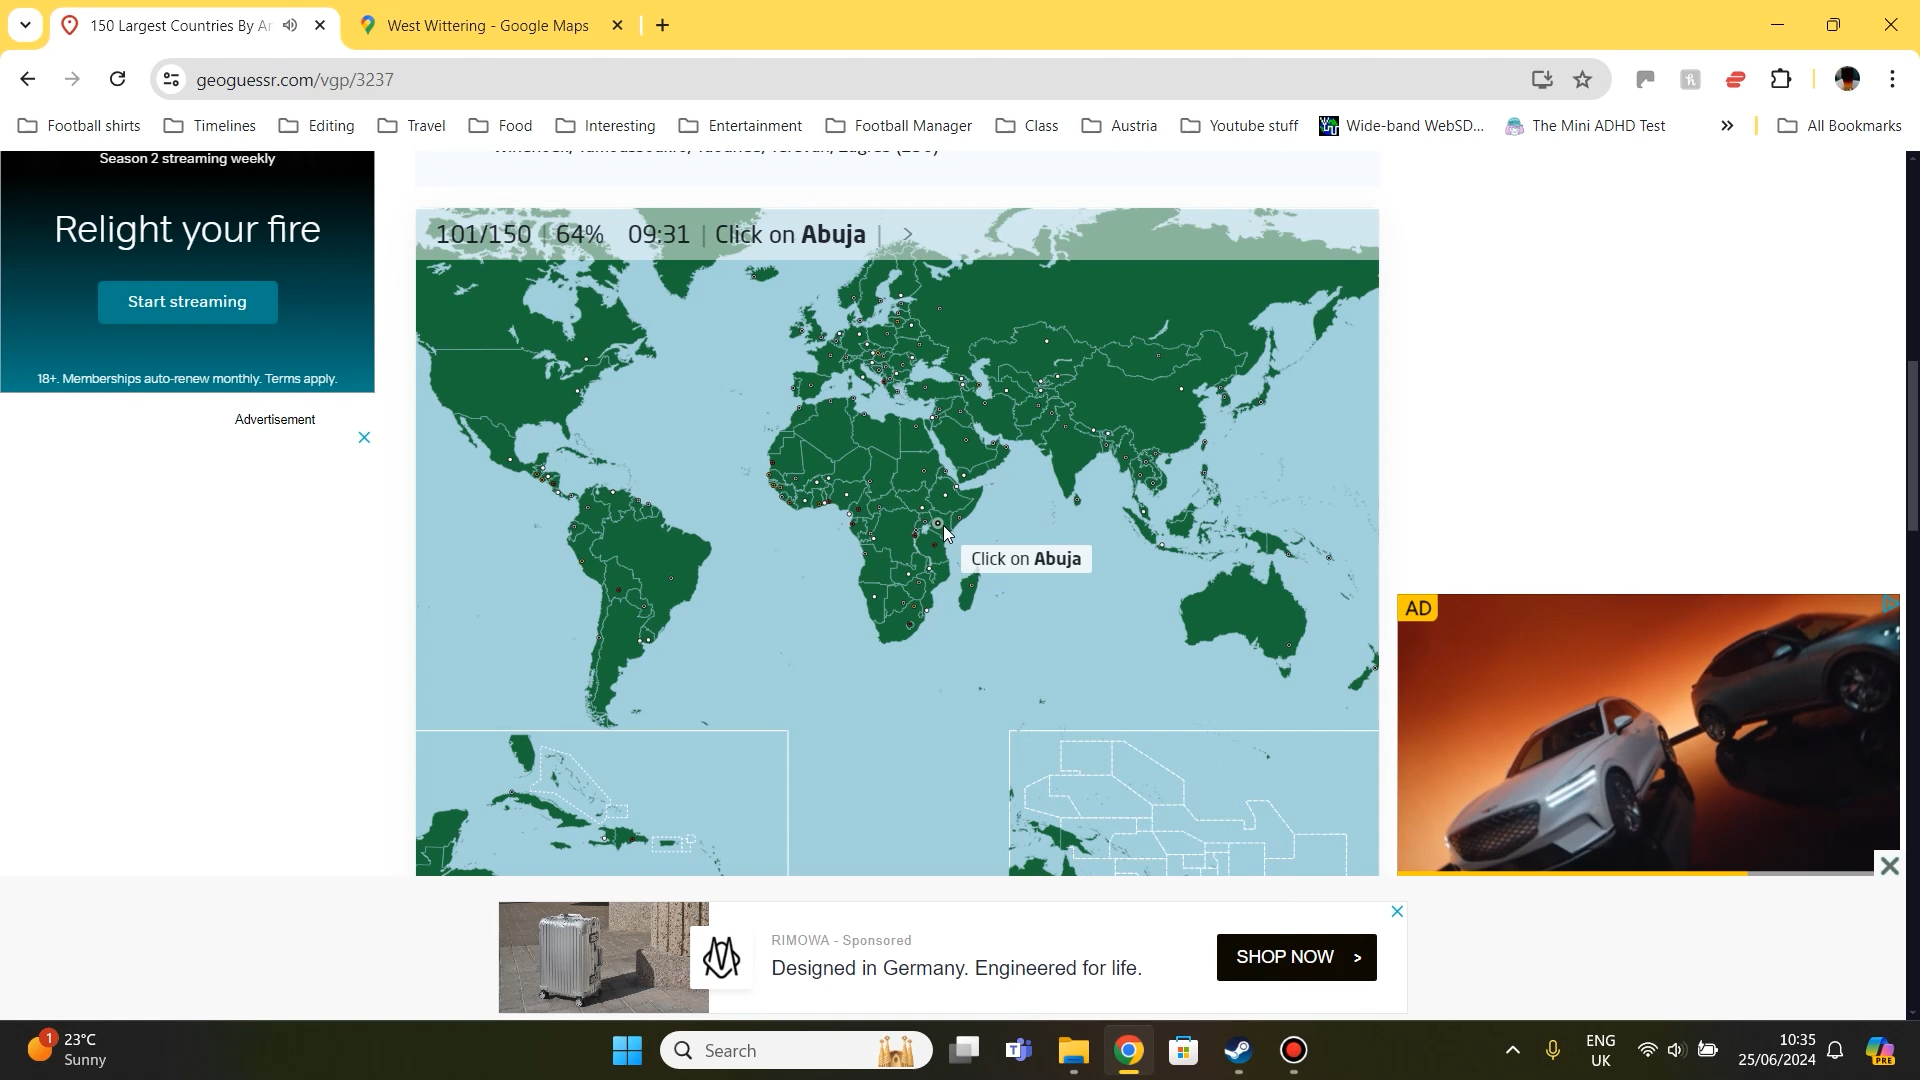 150 Largest Countries By Ar
West Wittering - Google Maps
geoguessr.com/vgp/3237
Football shirts
Timelines
Editing
Travel
Food
Interesting
Entertainment
Football Manager
Class
Austria
Youtube stuff
Wide-band WebSD...
The Mini ADHD Test
All Bookmarks
Season 2 streaming weekly
Relight your fire
Start streaming
18+. Memberships auto-renew monthly. Terms apply.
Advertisement
101/150 64% 09:31 | Click on Abuja | >
Click on Abuja
AD
RIMOWA - Sponsored
Designed in Germany. Engineered for life.
SHOP NOW >
1
23°C
Sunny
Search
ENG
UK
10:35
25/06/2024
PRE